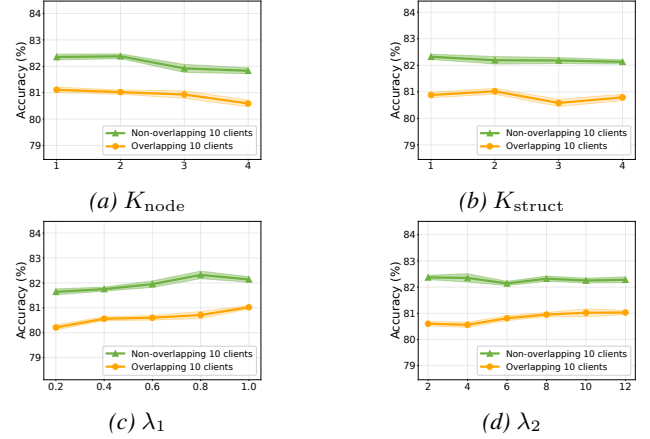 Accuracy (%)
84
83
82
81
80
79
Non-overlapping 10 clients
Overlapping 10 clients
1 2 3 4
(a) K_node
Accuracy (%)
84
83
82
81
80
79
Non-overlapping 10 clients
Overlapping 10 clients
1 2 3 4
(b) K_struct
Accuracy (%)
84
83
82
81
80
79
Non-overlapping 10 clients
Overlapping 10 clients
0.2 0.4 0.6 0.8 1.0
(c) λ₁
Accuracy (%)
84
83
82
81
80
79
Non-overlapping 10 clients
Overlapping 10 clients
2 4 6 8 10 12
(d) λ₂